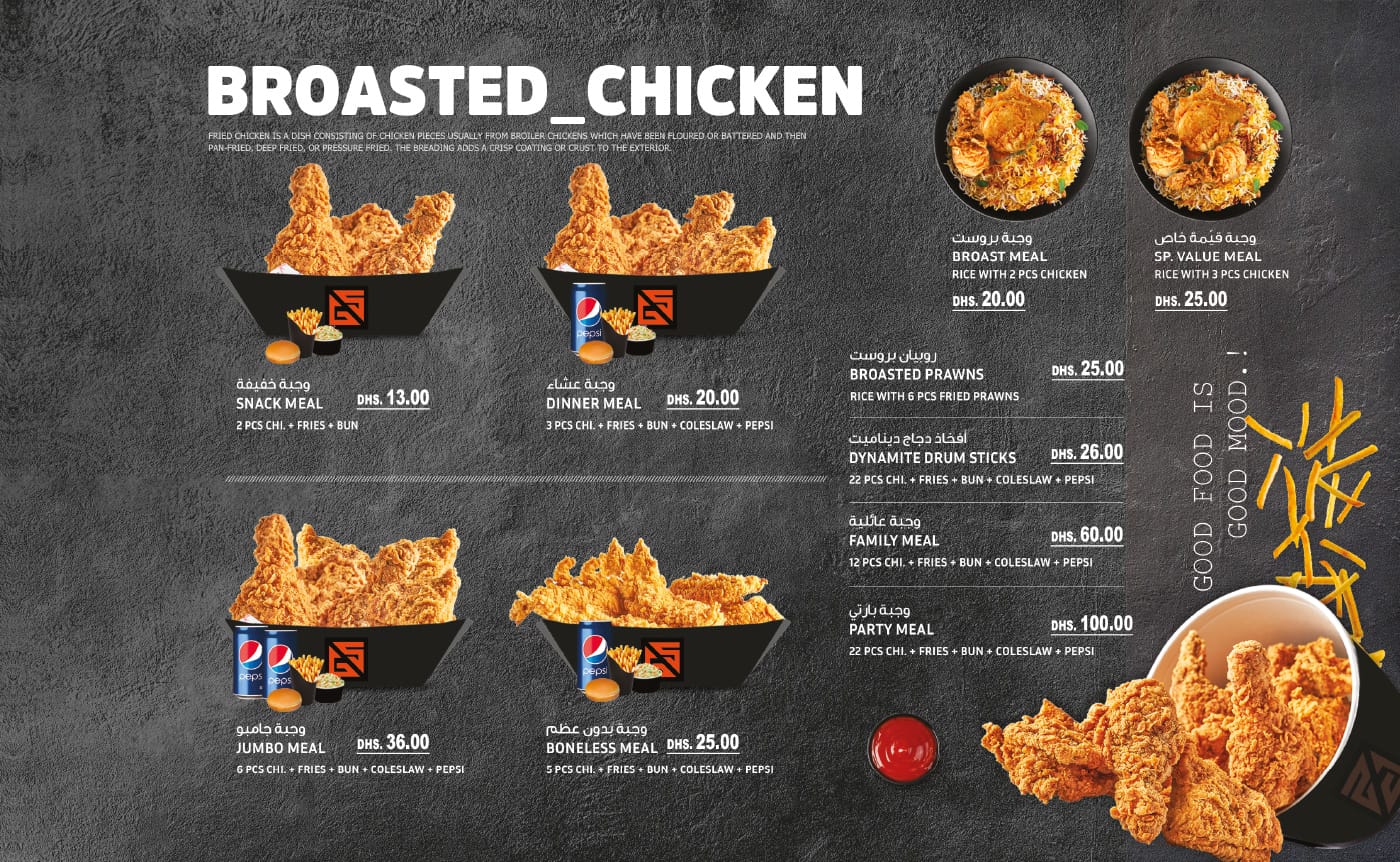 BROASTED_CHICKEN
FRIED CHICKEN IS A DISH CONSISTING OF CHICKEN PIECES USUALLY FROM BROILER CHICKENS WHICH HAVE BEEN FLOURED OR BATTERED AND THEN
PAN-FRIED, DEEP FRIED, OR PRESSURE FRIED. THE BREADING ADDS A CRISP COATING OR CRUST TO THE EXTERIOR.
وجبة خفيفة
SNACK MEAL DHS. 13.00
2 PCS CHI. + FRIES + BUN
pepsi
وجبة عشاء
DINNER MEAL DHS. 20.00
3 PCS CHI. + FRIES + BUN + COLESLAW + PEPSI
pepsi
pepsi
وجبة جامبو
JUMBO MEAL DHS. 36.00
6 PCS CHI. + FRIES + BUN + COLESLAW + PEPSI
pepsi
وجبة بدون عظم
BONELESS MEAL DHS. 25.00
5 PCS CHI. + FRIES + BUN + COLESLAW + PEPSI
وجبة بروست
BROAST MEAL
RICE WITH 2 PCS CHICKEN
DHS. 20.00
وجبة قيّمة خاص
SP. VALUE MEAL
RICE WITH 3 PCS CHICKEN
DHS. 25.00
روبيان بروست
BROASTED PRAWNS DHS. 25.00
RICE WITH 6 PCS FRIED PRAWNS
أفخاذ دجاج ديناميت
DYNAMITE DRUM STICKS DHS. 26.00
22 PCS CHI. + FRIES + BUN + COLESLAW + PEPSI
وجبة عائلية
FAMILY MEAL DHS. 60.00
12 PCS CHI. + FRIES + BUN + COLESLAW + PEPSI
وجبة بارتي
PARTY MEAL DHS. 100.00
22 PCS CHI. + FRIES + BUN + COLESLAW + PEPSI
GOOD FOOD IS
GOOD MOOD.!